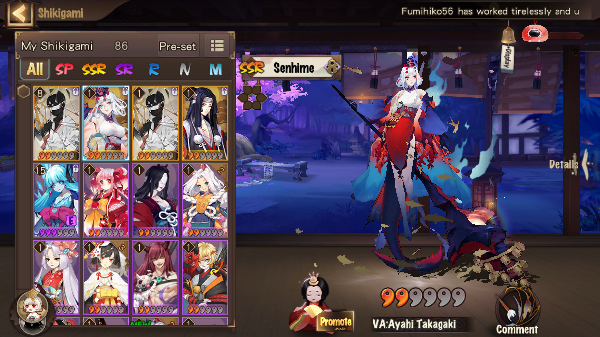 Shikigami
Fumihiko56 has worked tirelessly and u
My Shikigami 86
Pre-set
All SP SSR SR R N M
SSR Senhime
Display
Details
Promote
VA:Ayahi Takagaki
Comment